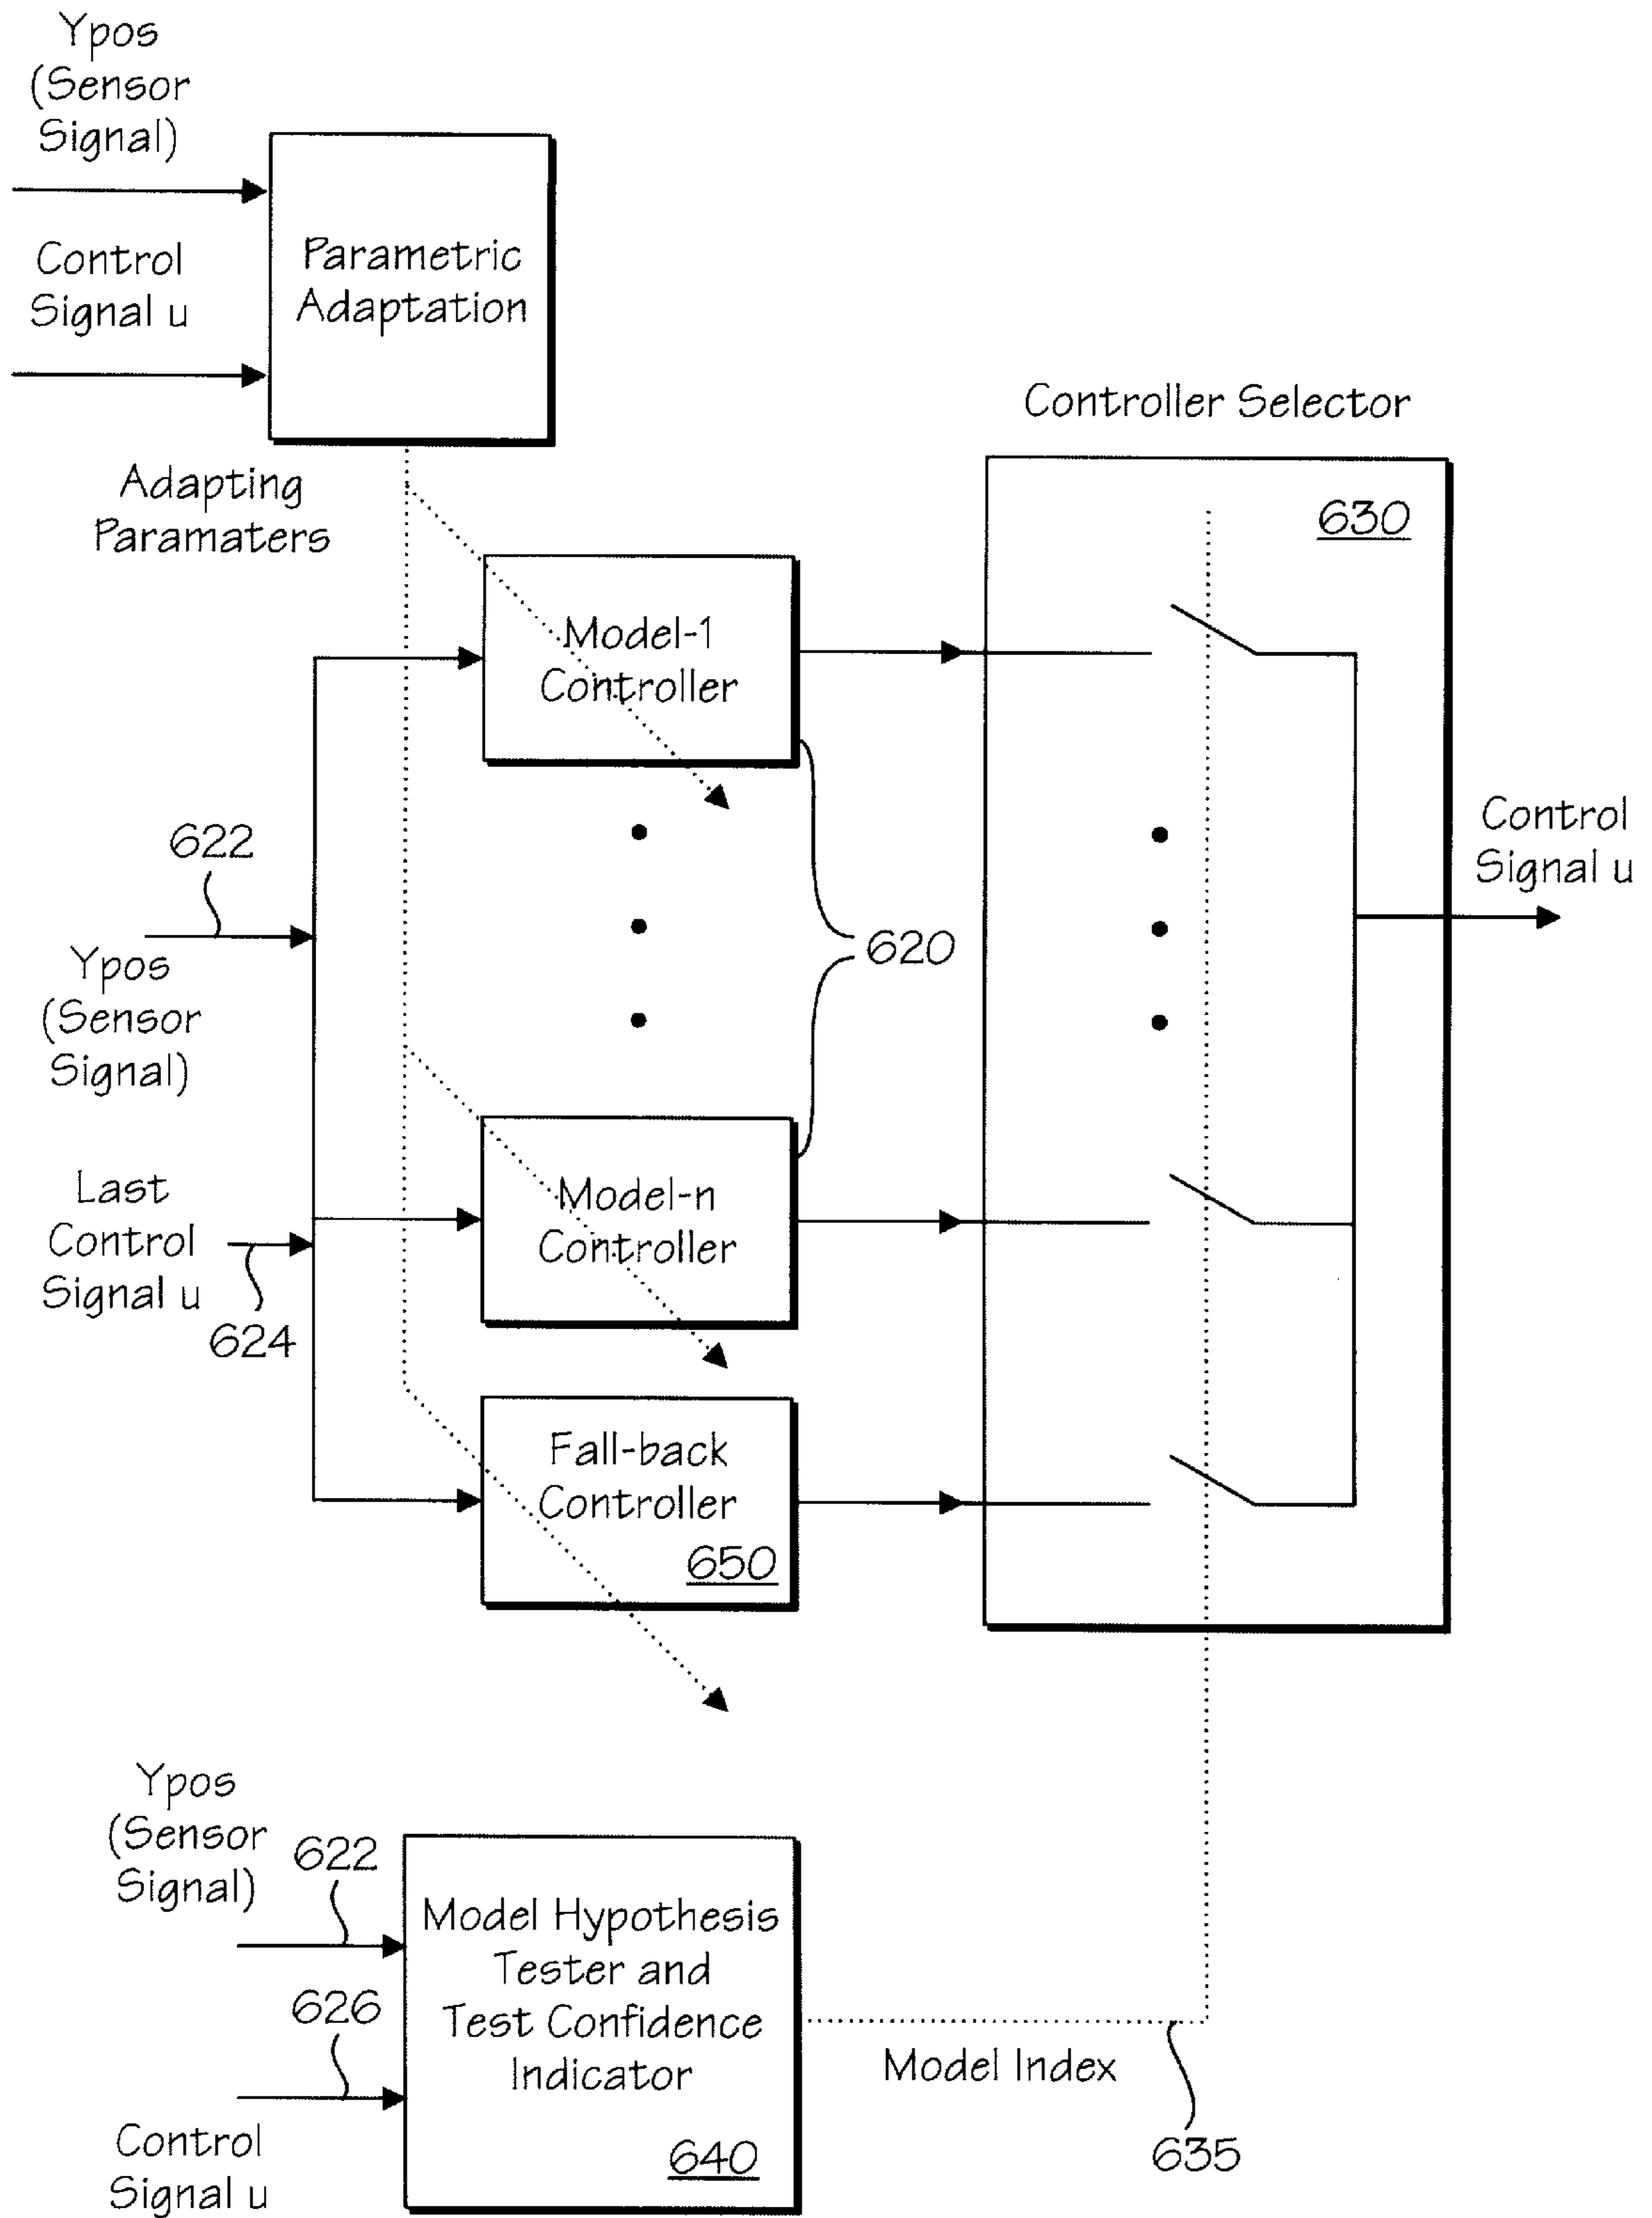 Ypos
(Sensor
Signal)
Control
Signal u
Parametric
Adaptation
Adapting
Paramaters
Controller Selector
630
Model-1
Controller
622
Ypos
(Sensor
Signal)
620
Control
Signal u
Last
Control
Signal u
624
Model-n
Controller
Fall-back
Controller
650
Ypos
(Sensor
Signal)
622
626
Control
Signal u
Model Hypothesis
Tester and
Test Confidence
Indicator
640
Model Index
635